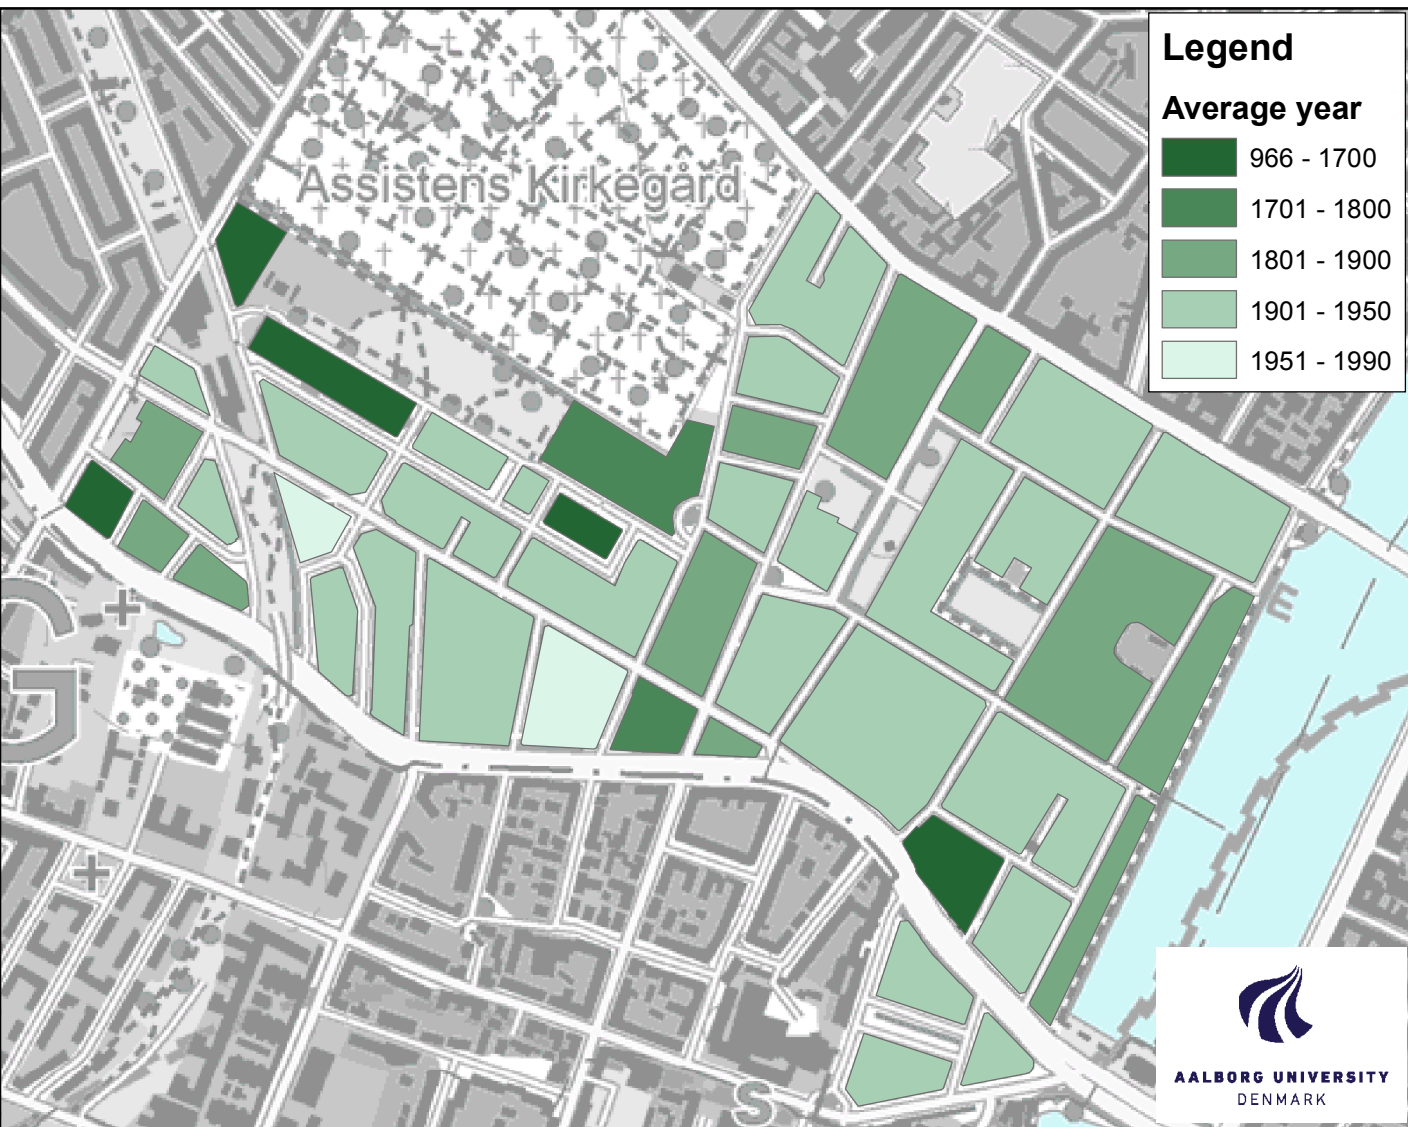 Legend
Average year
966 - 1700
1701 - 1800
1801 - 1900
1901 - 1950
1951 - 1990
Assistens Kirkegård
G
E
S
AALBORG UNIVERSITY
DENMARK